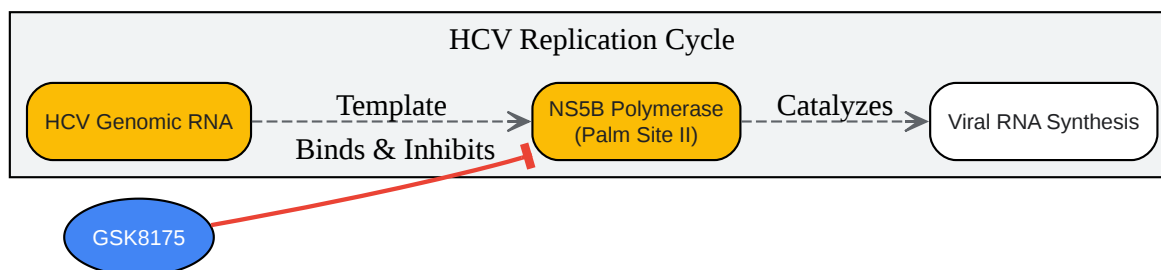 HCV Replication Cycle
HCV Genomic RNA
Template
NS5B Polymerase
(Palm Site II)
Catalyzes
Viral RNA Synthesis
Binds & Inhibits
GSK8175